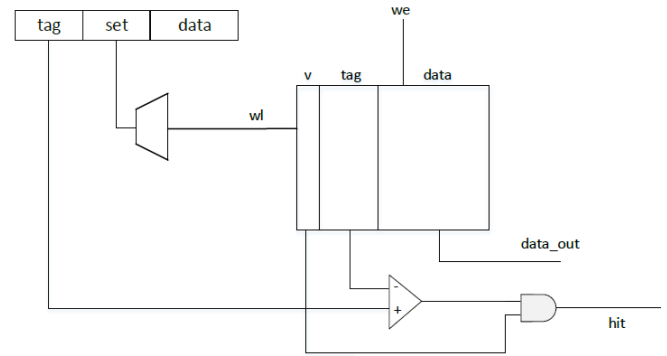 tag set data
we
v tag data
wl
data_out
-
+
hit